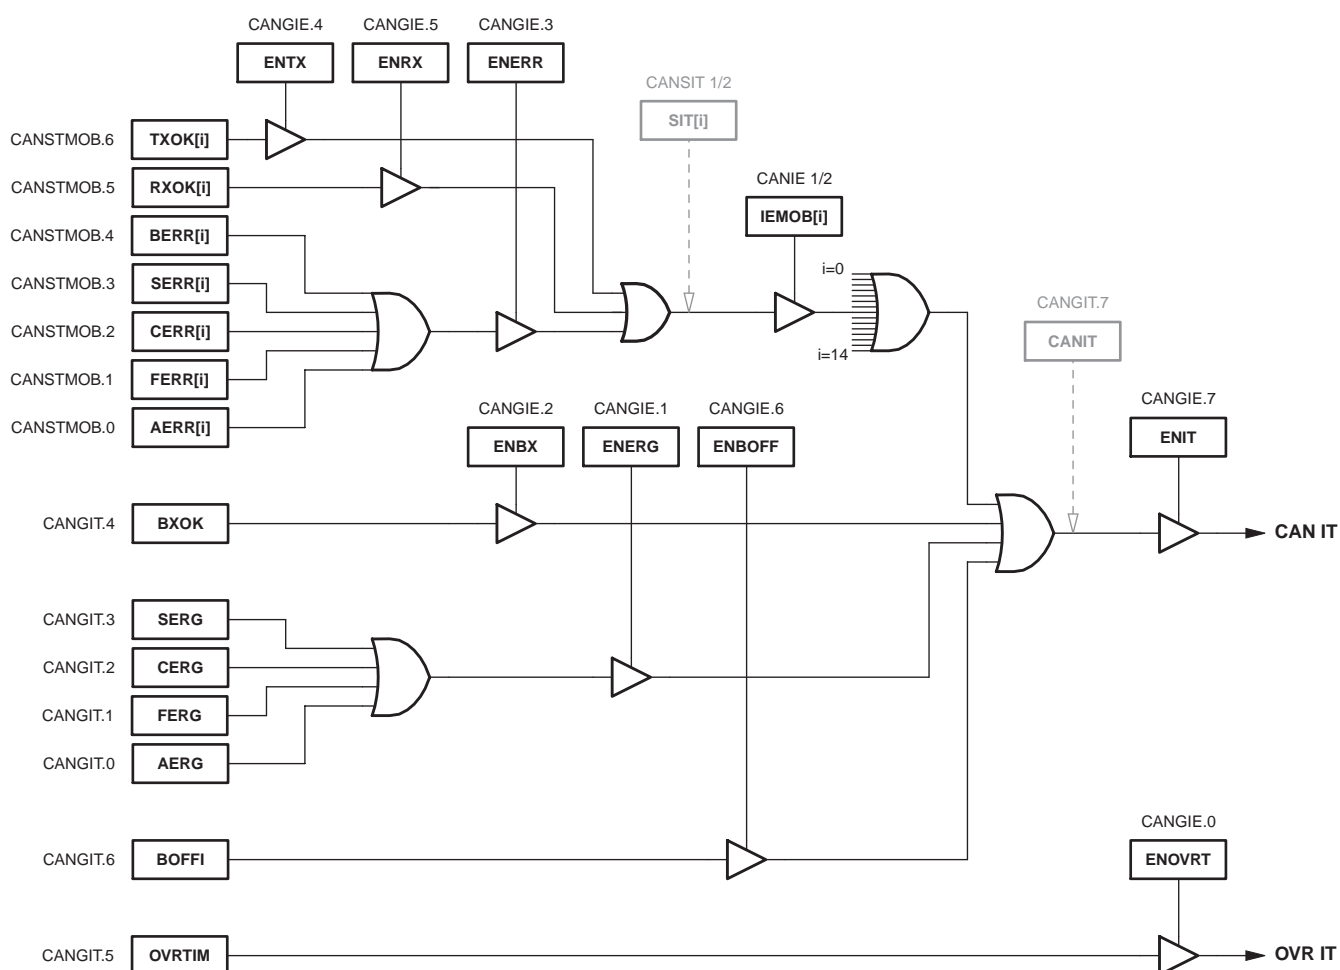 CANGIE.4 CANGIE.5 CANGIE.3
ENTX ENRX ENERR
CANSIT 1/2
SIT[i]
CANSTMOB.6 TXOK[i]
CANSTMOB.5 RXOK[i]
CANIE 1/2
IEMOB[i]
CANSTMOB.4 BERR[i]
i=0
CANSTMOB.3 SERR[i]
CANGIT.7
CANIT
CANSTMOB.2 CERR[i]
i=14
CANSTMOB.1 FERR[i]
CANGIE.2 CANGIE.1 CANGIE.6 CANGIE.7
CANSTMOB.0 AERR[i]
ENBX ENERG ENBOFF ENIT
CANGIT.4 BXOK
CAN IT
CANGIT.3 SERG
CANGIT.2 CERG
CANGIT.1 FERG
CANGIT.0 AERG
CANGIE.0
CANGIT.6 BOFFI ENOVRT
CANGIT.5 OVRTIM OVR IT